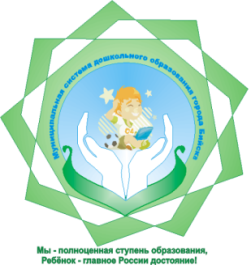 Муниципальная система дошкольного образования города Бийска
Мы - полноценная ступень образования,
Ребёнок - главное России достояние!